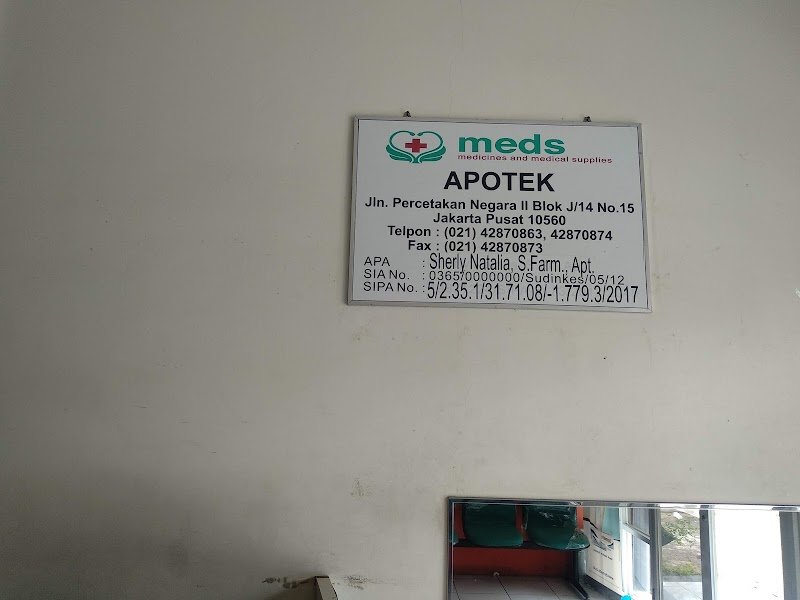 meds
medicines and medical supplies
APOTEK
Jln. Percetakan Negara II Blok J/14 No.15
Jakarta Pusat 10560
Telpon : (021) 42870863, 42870874
Fax : (021) 42870873
APA : Sherly Natalia, S.Farm., Apt.
SIA No. : 0365/0000000/Sudinkes/05/12
SIPA No. : 5/2.35.1/31.71.08/-1.779.3/2017